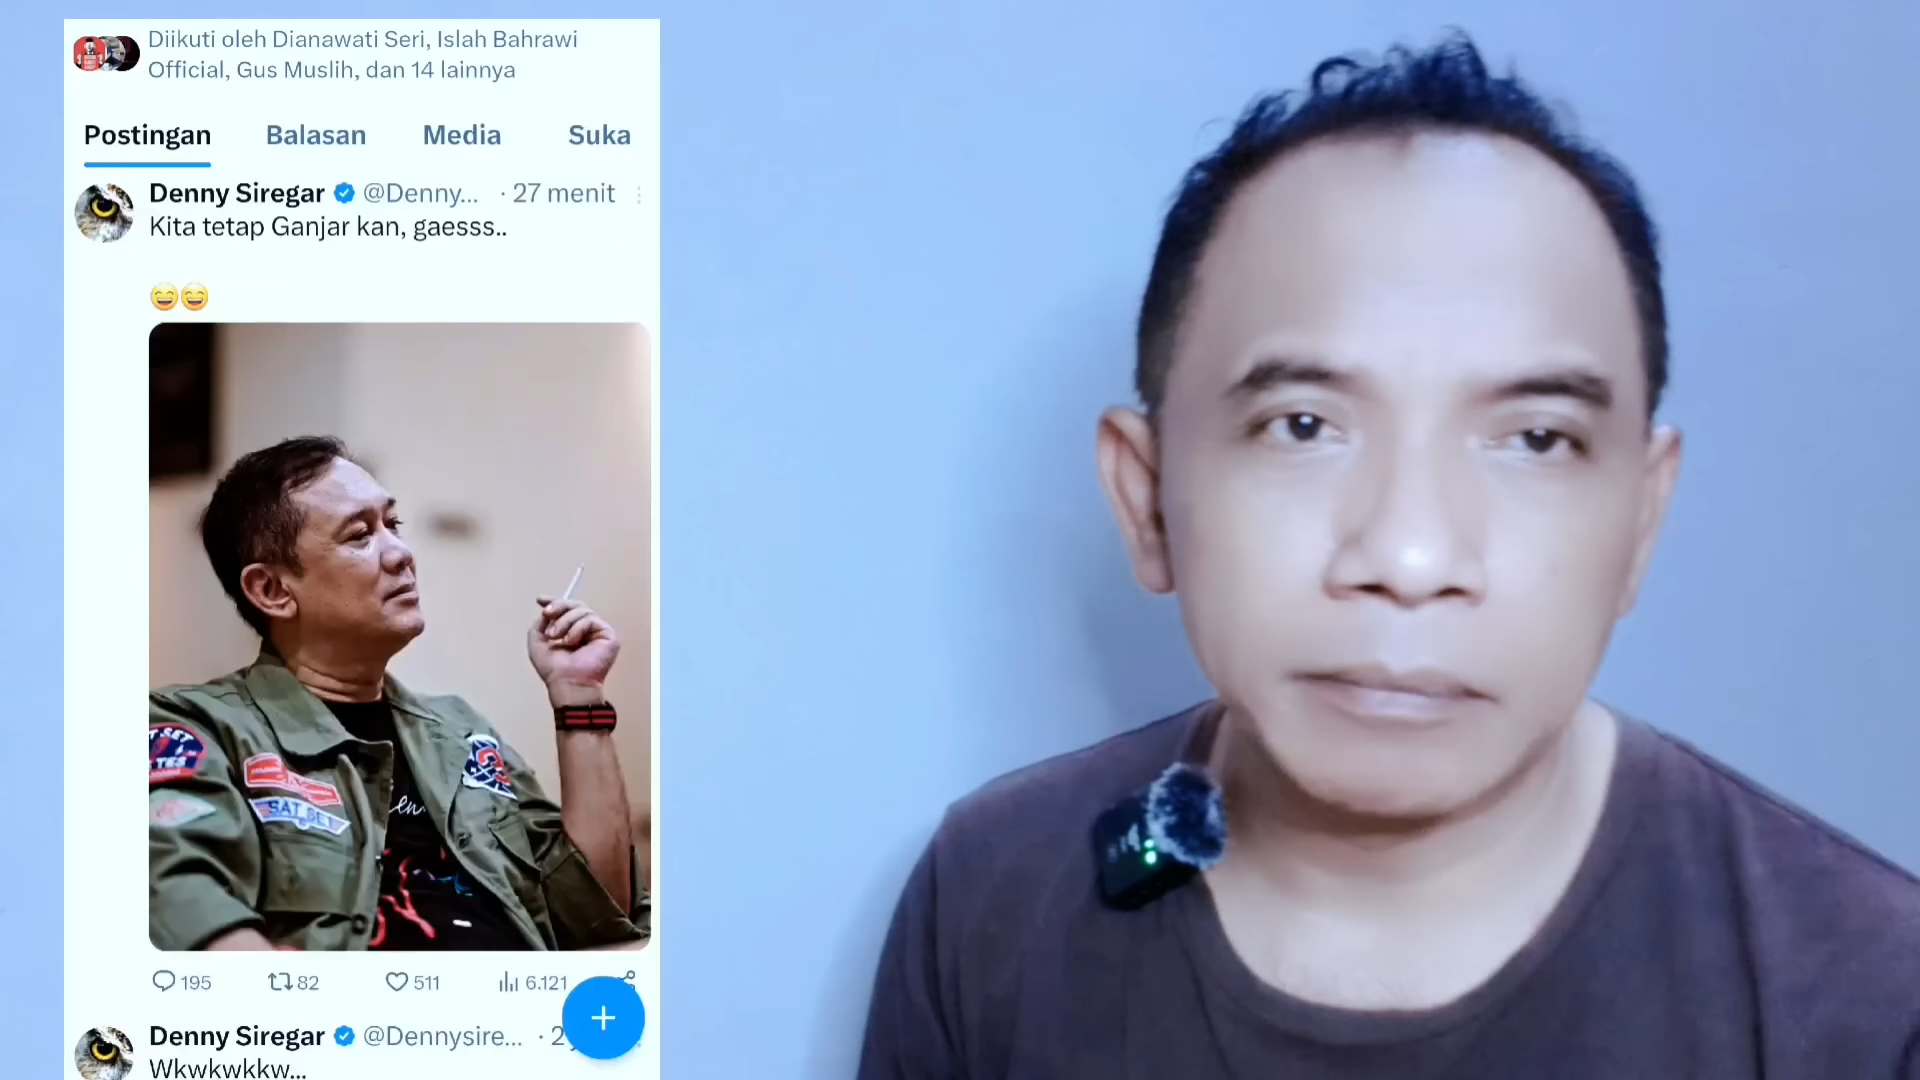 Diikuti oleh Dianawati Seri, Islah Bahrawi
Official, Gus Muslih, dan 14 lainnya
Postingan Balasan Media Suka
Denny Siregar @Denny... · 27 menit
Kita tetap Ganjar kan, gaesss..
😄😄
SAT SET
195 82 511 6.121
+
Denny Siregar @Dennysire... · 2
Wkwkwkkw...